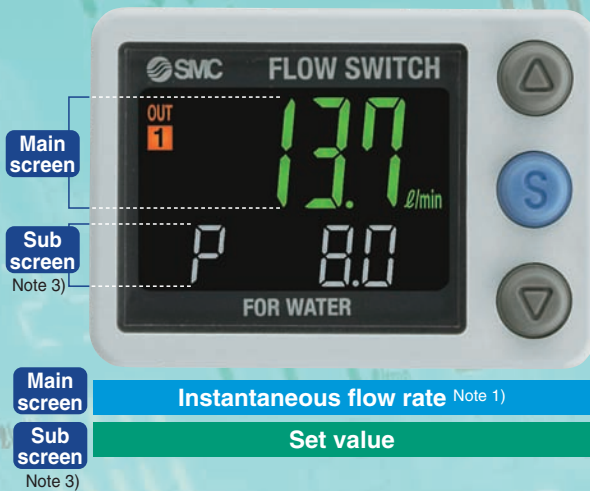 SMC FLOW SWITCH
OUT
1
13.7
ℓ/min
Main
screen
Sub
screen
Note 3)
P 8.0
S
FOR WATER
Main
screen
Instantaneous flow rate Note 1)
Sub
screen
Set value
Note 3)